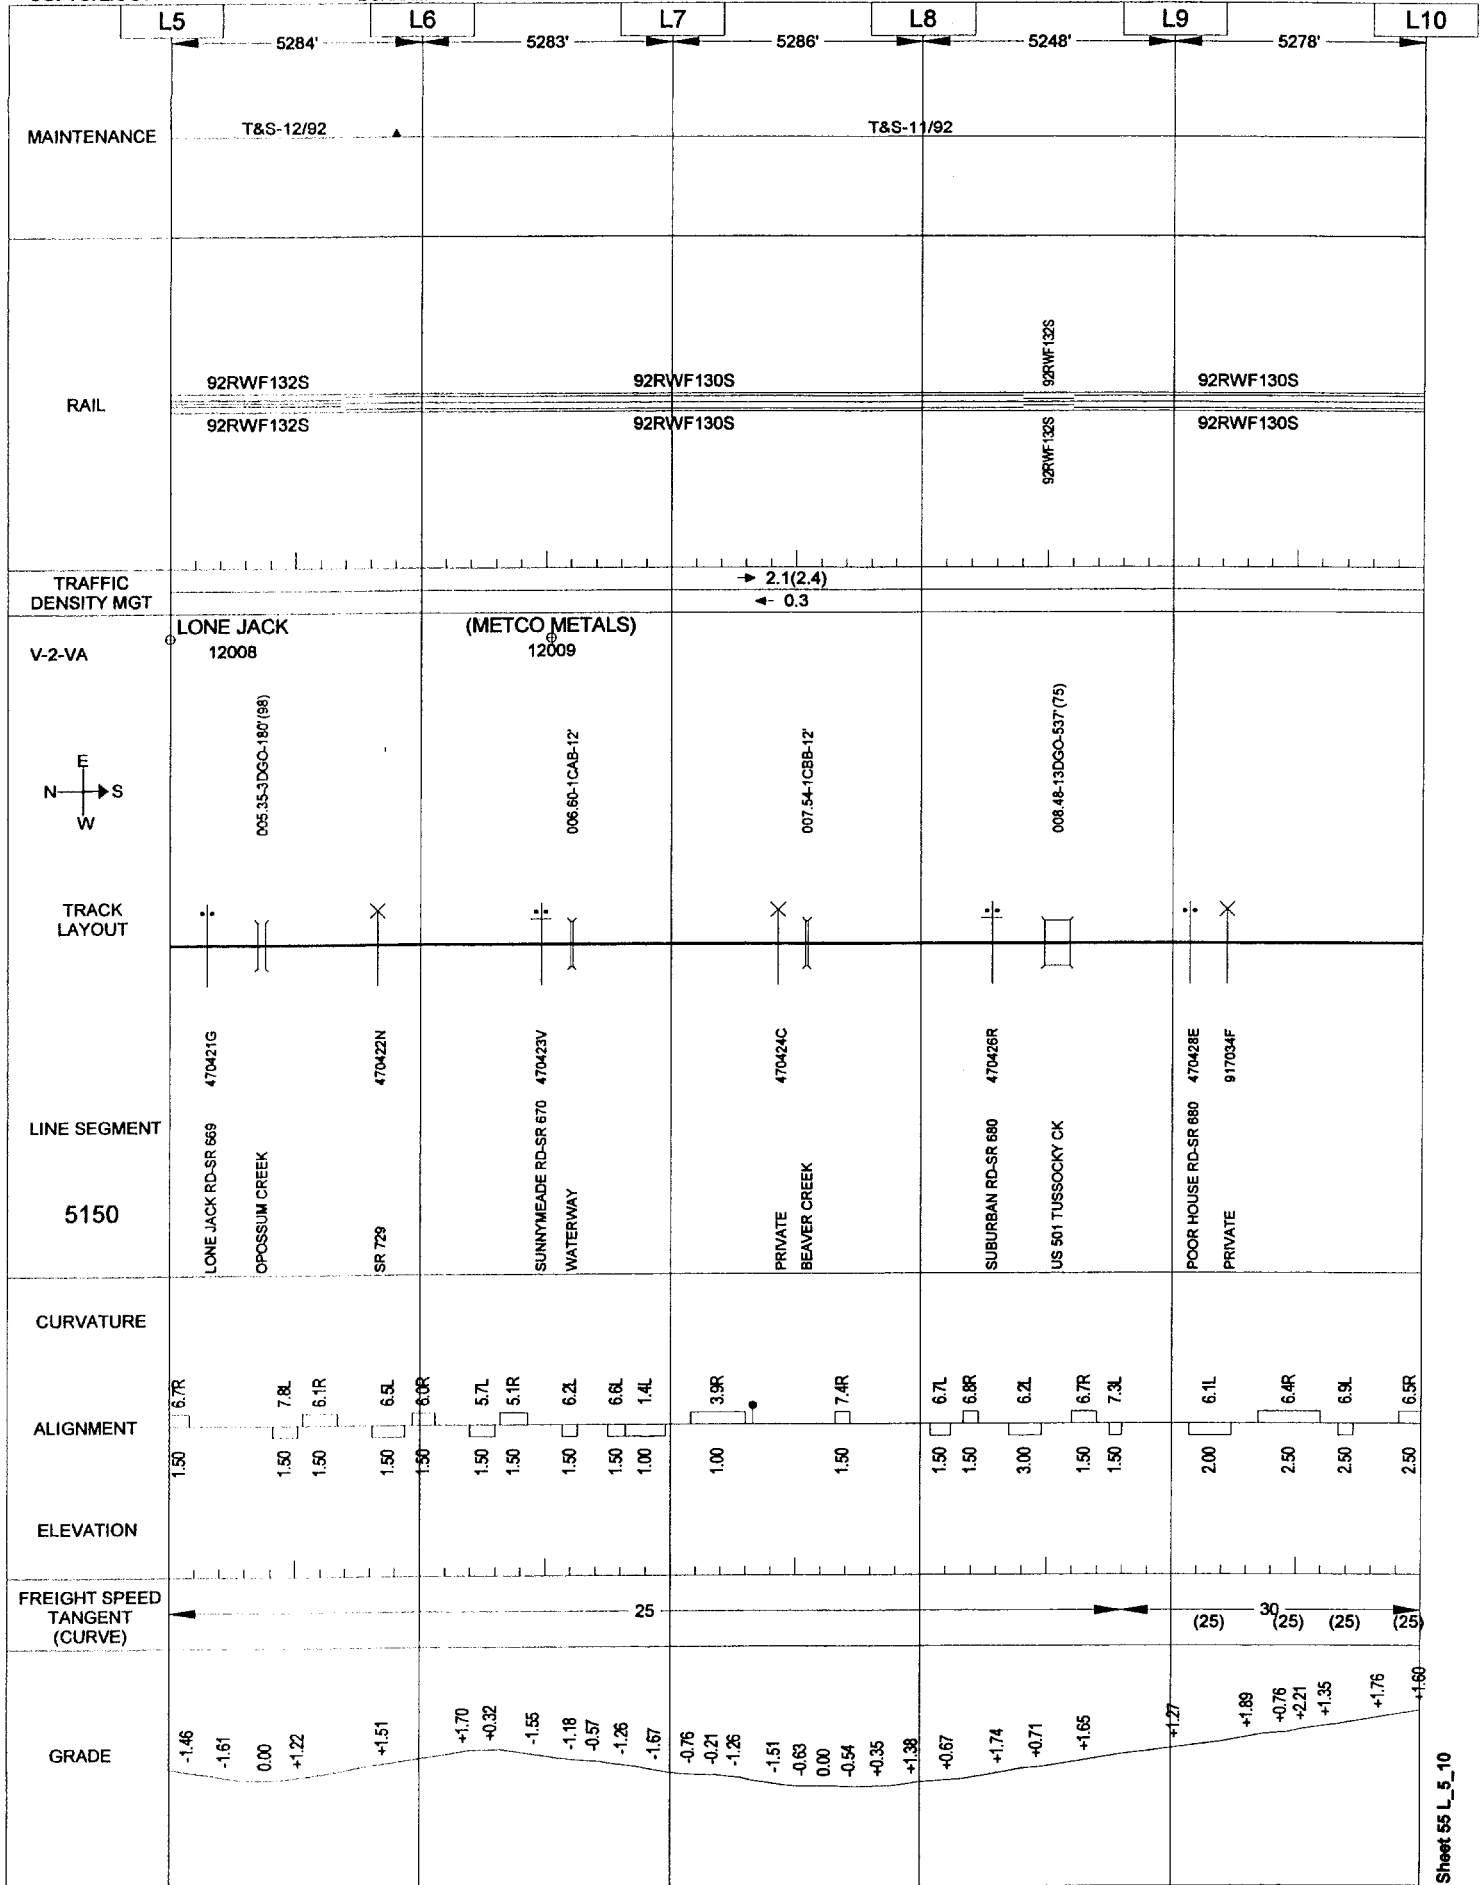 L5 L6 L7 L8 L9 L10
5284' 5283' 5286' 5248' 5278'
MAINTENANCE
T&S-12/92 T&S-11/92
RAIL
92RWF132S 92RWF130S 92RWF132S 92RWF130S
92RWF132S 92RWF130S 92RWF132S 92RWF130S
TRAFFIC
DENSITY MGT
2.1(2.4)
0.3
V-2-VA
LONE JACK
12008
(METCO METALS)
12009
005.35-3DGO-180'(98)
006.60-1CAB-12'
007.54-1CBB-12'
008.48-13DGO-537'(75)
E
N S
W
TRACK
LAYOUT
LINE SEGMENT
5150
LONE JACK RD-SR 669 470421G
OPOSSUM CREEK
SR 729 470422N
SUNNYMEADE RD-SR 670 470423V
WATERWAY
PRIVATE 470424C
BEAVER CREEK
SUBURBAN RD-SR 680 470426R
US 501 TUSSOCKY CK
POOR HOUSE RD-SR 680 470428E
PRIVATE 917034F
CURVATURE
6.7R 7.8L 6.1R 6.5L 6.0R 5.7L 5.1R 6.2L 6.6L 1.4L 3.9R 7.4R 6.7L 6.8R 6.2L 6.7R 7.3L 6.1L 6.4R 6.9L 6.5R
ALIGNMENT
1.50 1.50 1.50 1.50 1.50 1.50 1.50 1.50 1.50 1.00 1.00 1.50 1.50 1.50 3.00 1.50 1.50 2.00 2.50 2.50 2.50
ELEVATION
FREIGHT SPEED
TANGENT
(CURVE)
25 30
(25) (25) (25) (25)
GRADE
-1.46 -1.61 0.00 +1.22 +1.51 +1.70 +0.32 -1.55 -1.18 -0.57 -1.26 -1.67 -0.76 -0.21 -1.26 -1.51 -0.63 0.00 -0.54 +0.35 +1.38 +0.67 +1.74 +0.71 +1.65 +1.27 +1.89 +0.76 +2.21 +1.35 +1.76 +1.60
Sheet 55 L_5_10